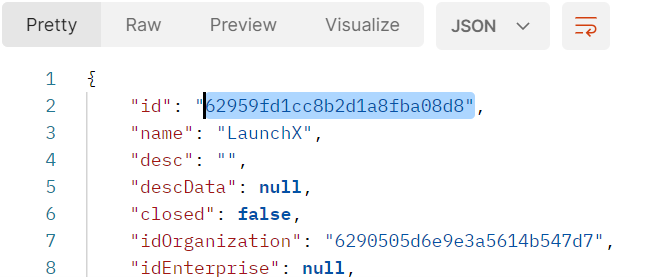 Pretty Raw Preview Visualize JSON
1 {
2 "id": "62959fd1cc8b2d1a8fba08d8",
3 "name": "LaunchX",
4 "desc": "",
5 "descData": null,
6 "closed": false,
7 "idOrganization": "6290505d6e9e3a5614b547d7",
8 "idEnterprise": null,